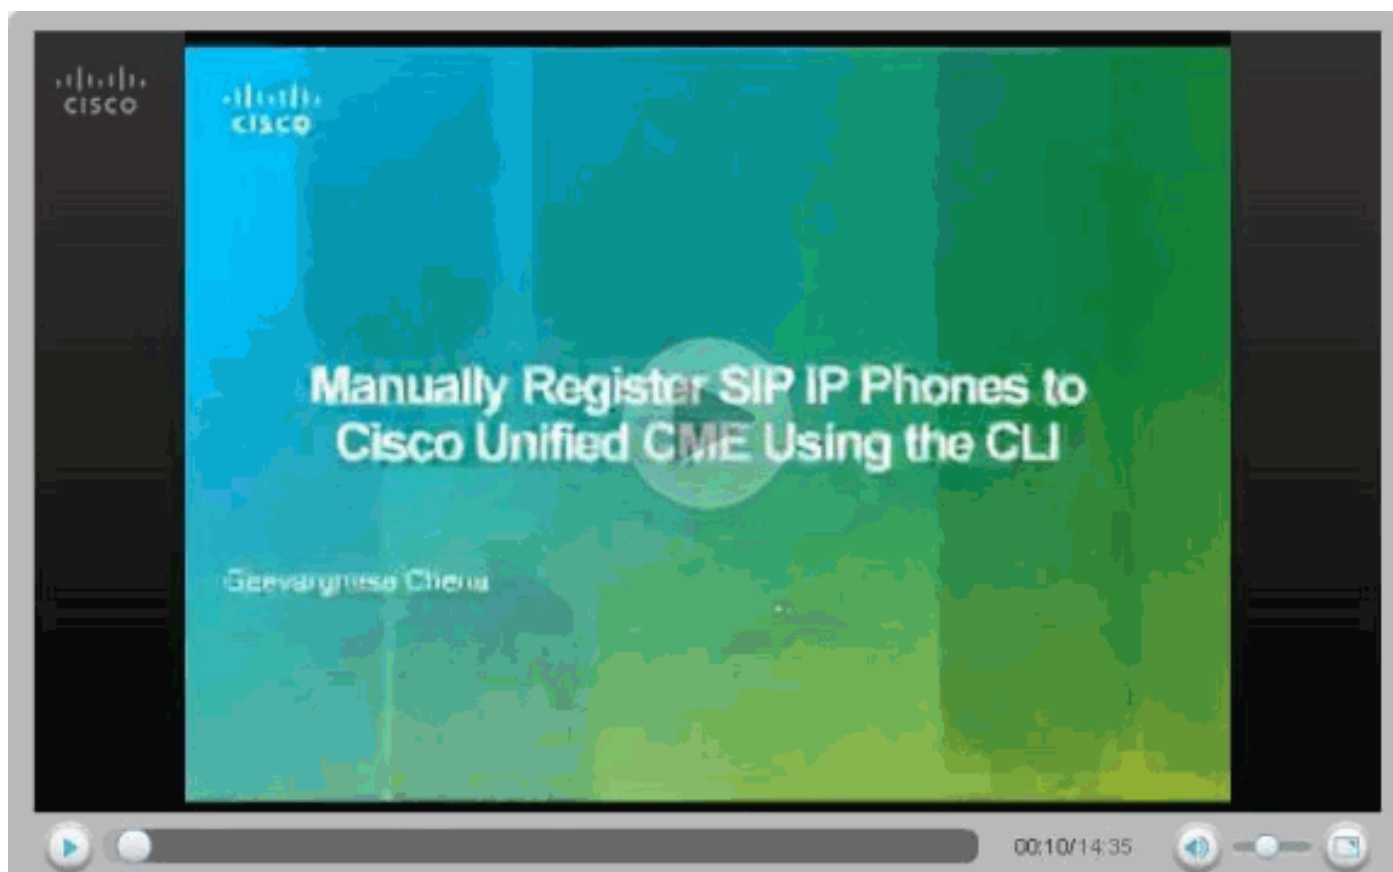 CISCO
CISCO
Manually Register SIP IP Phones to
Cisco Unified CME Using the CLI
00:10/14:35